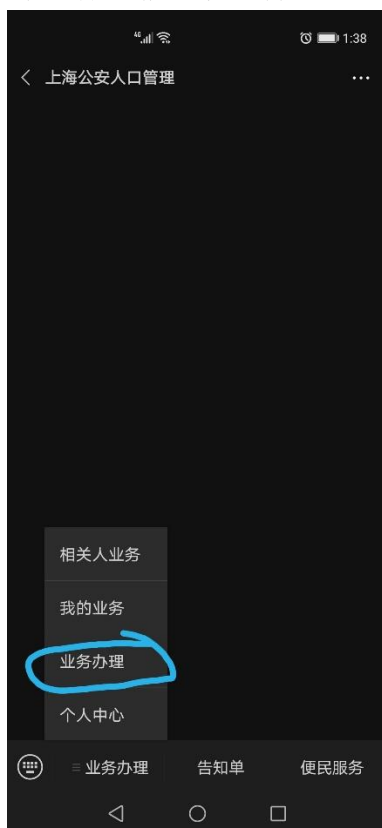 46 1:38
上海公安人口管理
相关人业务
我的业务
业务办理
个人中心
业务办理 告知单 便民服务